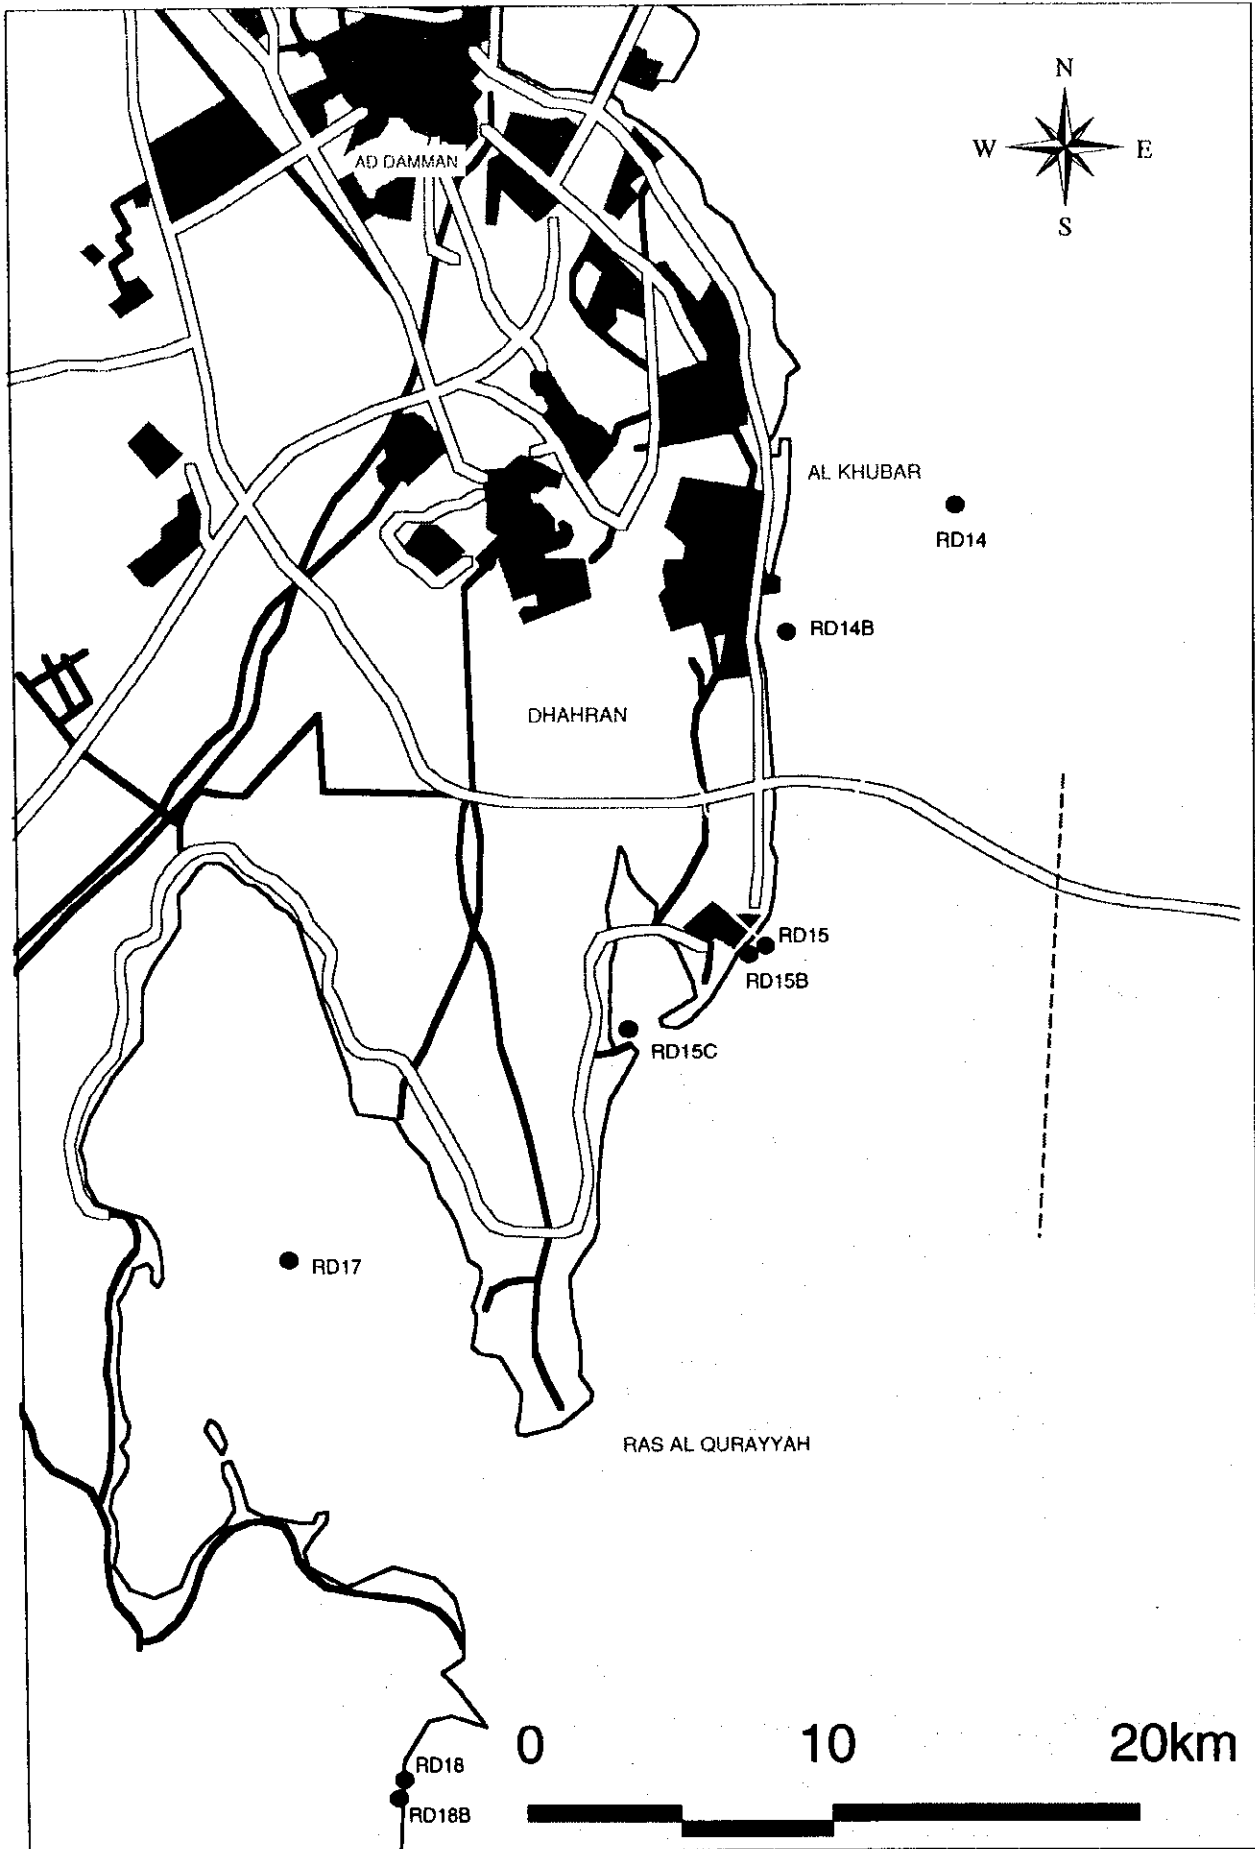 N
W E
S
AD DAMMAN
AL KHUBAR
RD14
RD14B
DHAHRAN
RD15
RD15B
RD15C
RD17
RAS AL QURAYYAH
0 10 20km
RD18
RD18B